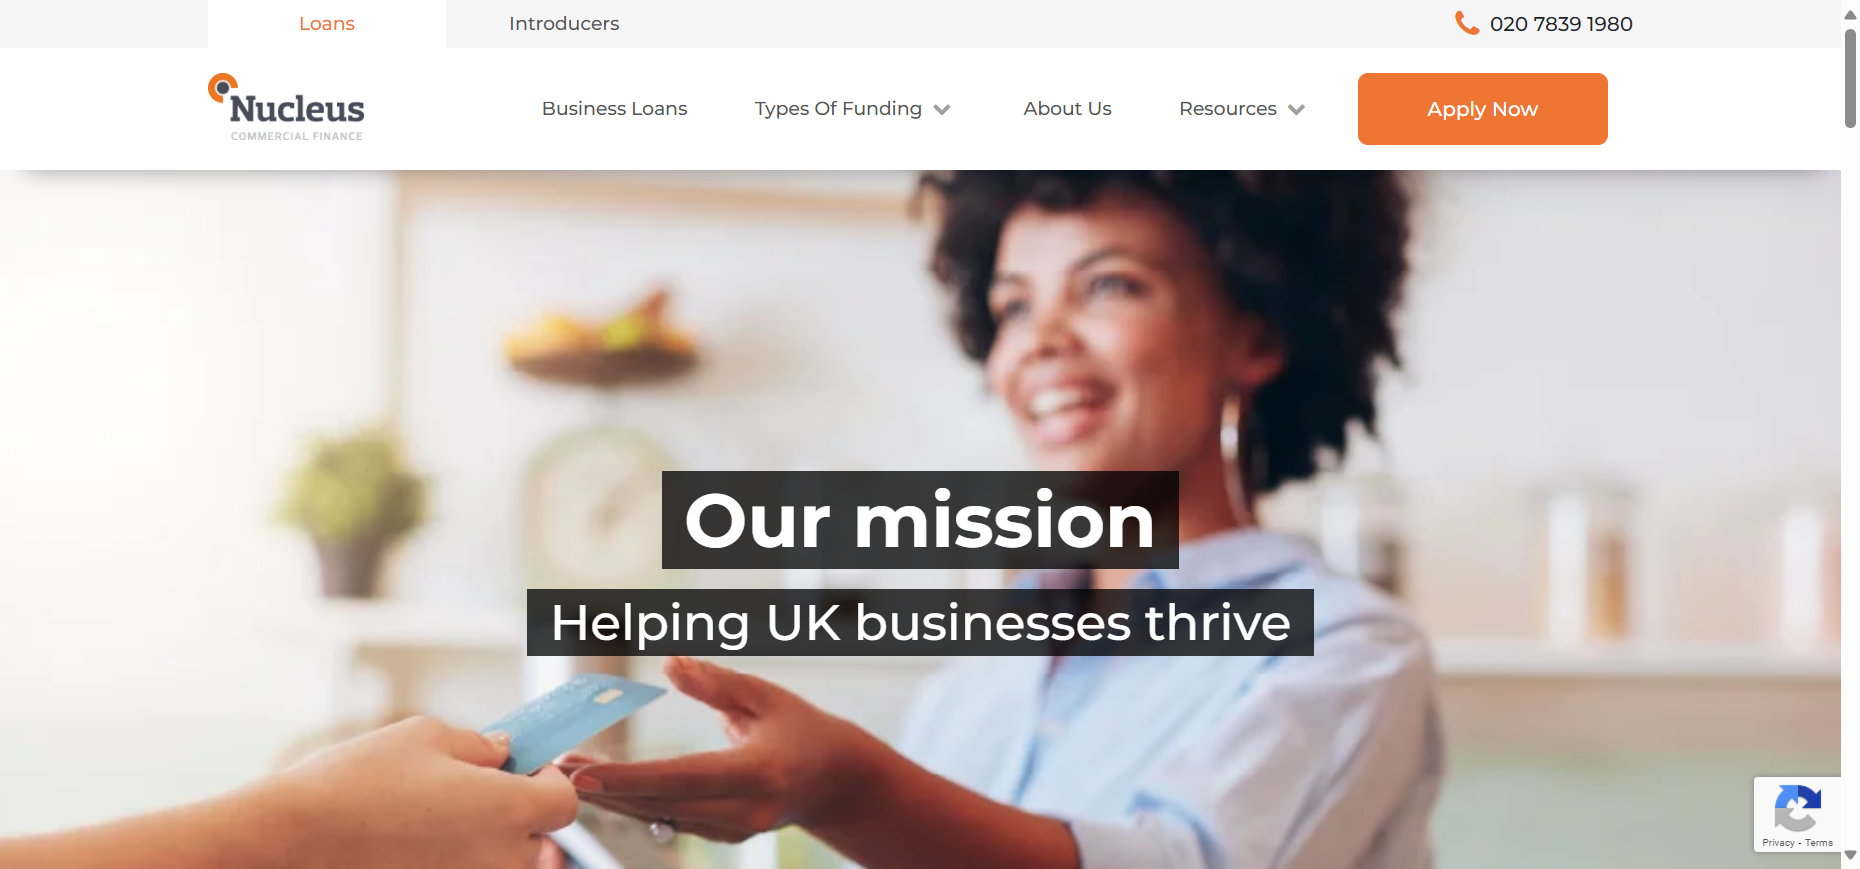 Loans
Introducers
020 7839 1980
Nucleus
COMMERCIAL FINANCE
Business Loans
Types Of Funding
About Us
Resources
Apply Now
Our mission
Helping UK businesses thrive
Privacy - Terms